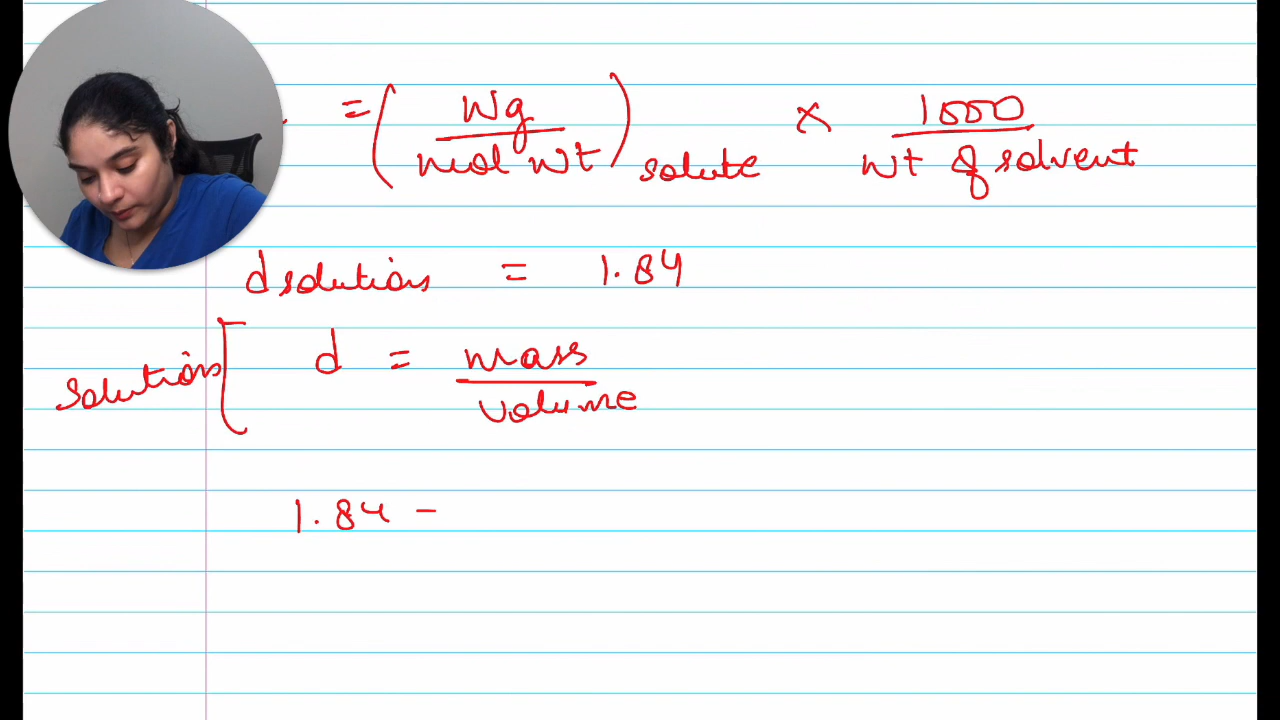 = ( Wg / mol Wt ) solute × 1000 / Wt of solvent
d solution = 1.84
solution [ d = mass / volume
1.84 =